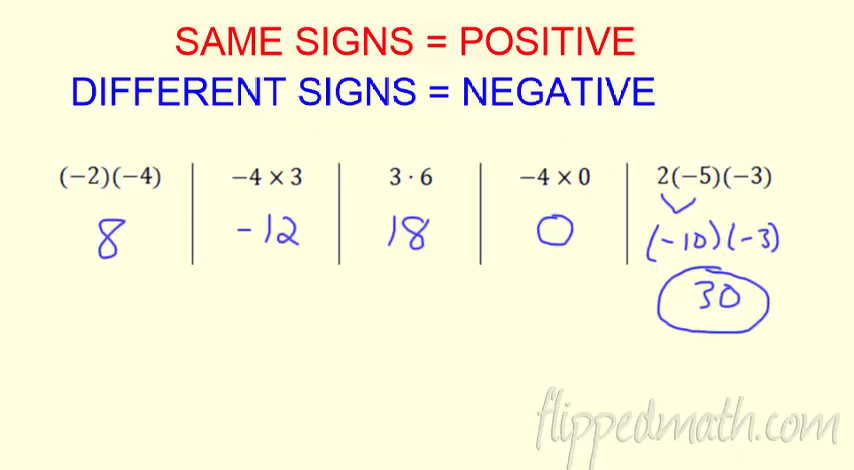 SAME SIGNS = POSITIVE
DIFFERENT SIGNS = NEGATIVE
(−2)(−4) −4 × 3 3 · 6 −4 × 0 2(−5)(−3)
8 -12 18 0 (-10)(-3)
30
flippedmath.com